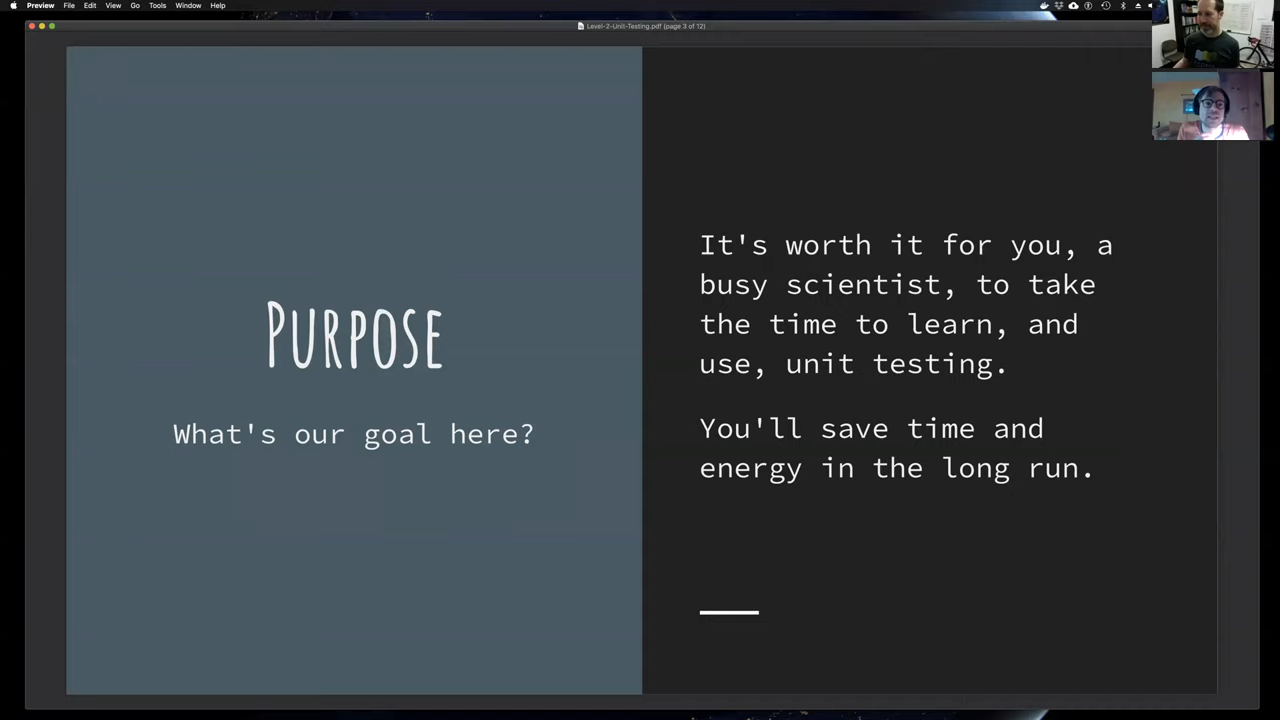 Preview File Edit View Go Tools Window Help
Level-2-Unit-Testing.pdf (page 3 of 12)
PURPOSE
What's our goal here?
It's worth it for you, a
busy scientist, to take
the time to learn, and
use, unit testing.
You'll save time and
energy in the long run.